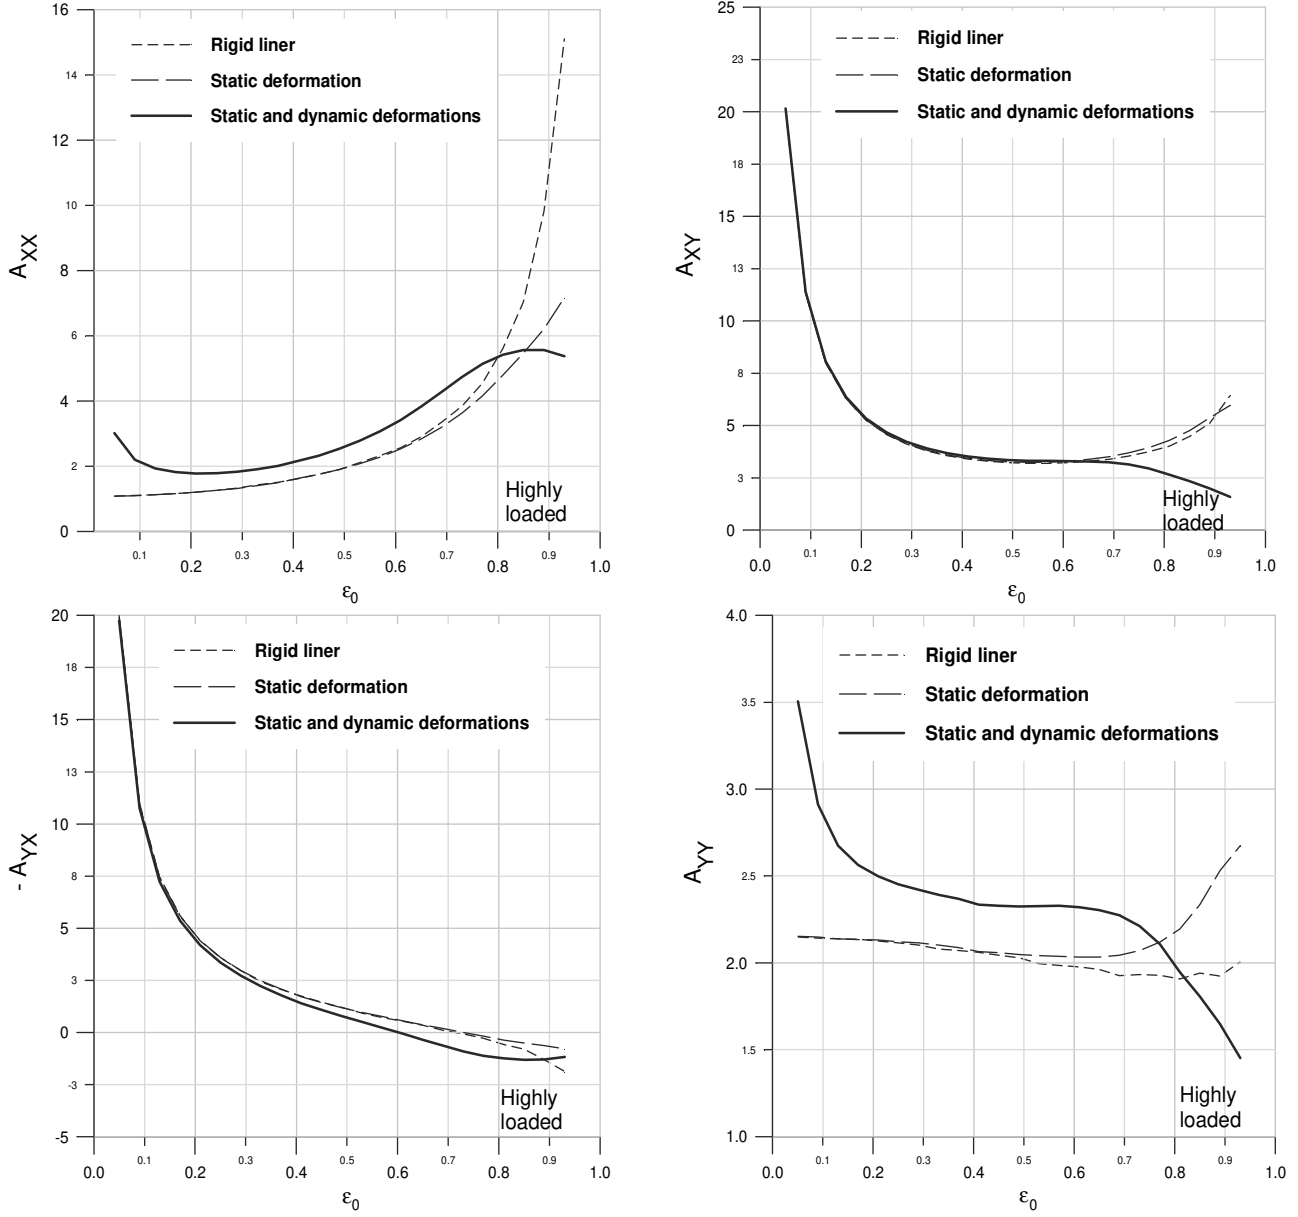 16
14
12
10
8
6
4
2
0
A_XX
Rigid liner
Static deformation
Static and dynamic deformations
Highly
loaded
0.1 0.3 0.5 0.7 0.9
0.2 0.4 0.6 0.8 1.0
ε_0
25
23
20
18
15
13
10
8
5
3
0
A_XY
Rigid liner
Static deformation
Static and dynamic deformations
Highly
loaded
0.1 0.3 0.5 0.7 0.9
0.0 0.2 0.4 0.6 0.8 1.0
ε_0
20
18
15
13
10
8
5
3
0
-3
-5
- A_YX
Rigid liner
Static deformation
Static and dynamic deformations
Highly
loaded
0.1 0.3 0.5 0.7 0.9
0.0 0.2 0.4 0.6 0.8 1.0
ε_0
4.0
3.5
3.0
2.5
2.0
1.5
1.0
A_YY
Rigid liner
Static deformation
Static and dynamic deformations
Highly
loaded
0.1 0.3 0.5 0.7 0.9
0.0 0.2 0.4 0.6 0.8 1.0
ε_0